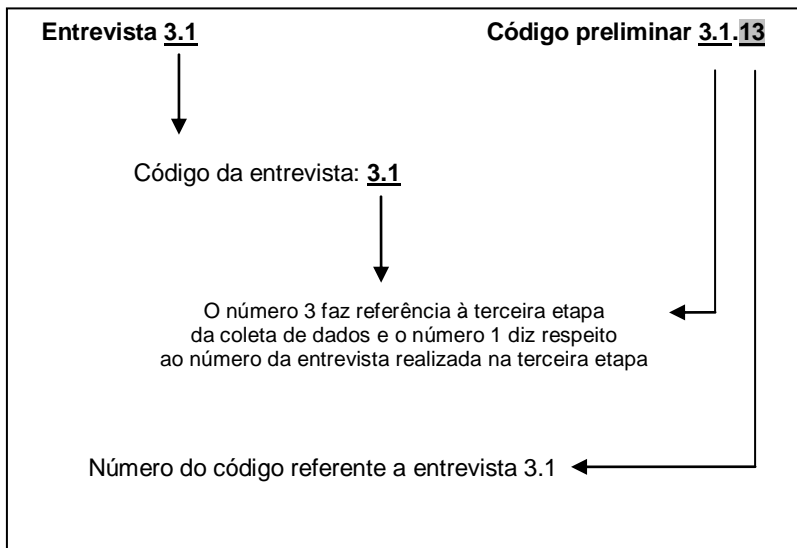 Entrevista 3.1
Código preliminar 3.1.13
Código da entrevista: 3.1
O número 3 faz referência à terceira etapa
da coleta de dados e o número 1 diz respeito
ao número da entrevista realizada na terceira etapa
Número do código referente a entrevista 3.1